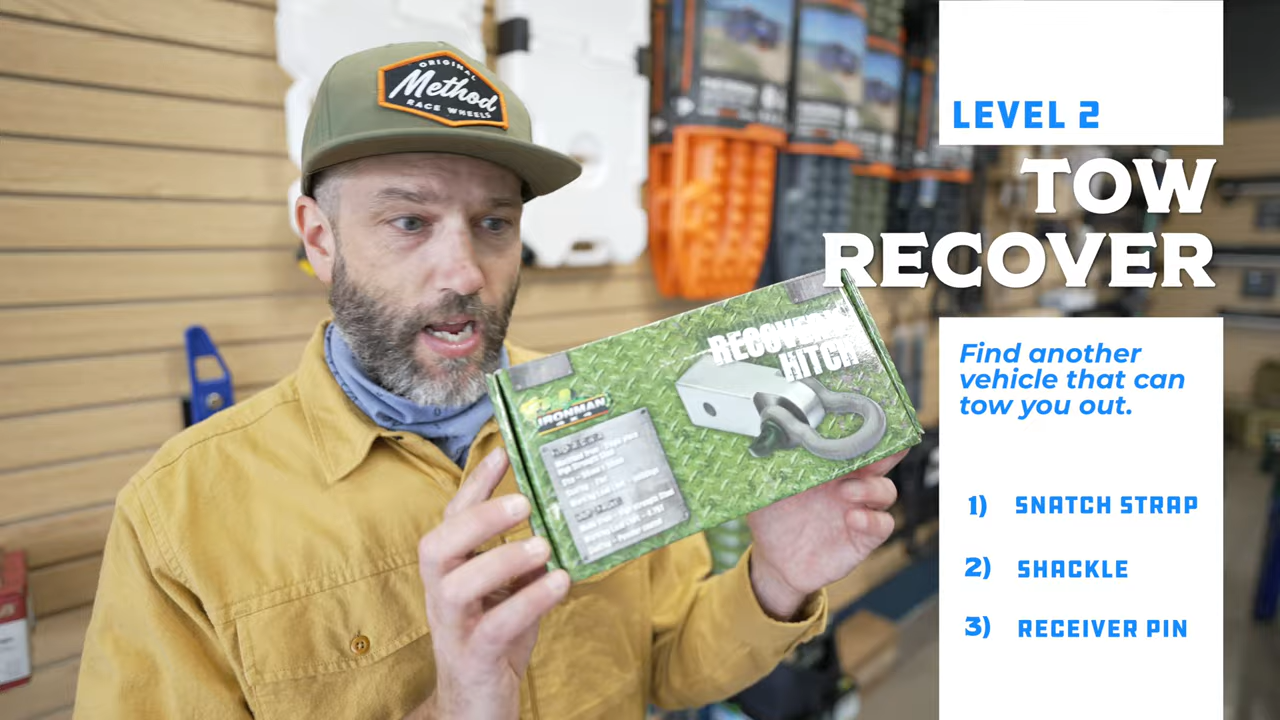 ORIGINAL
Method
RACE WHEELS
LEVEL 2
TOW
RECOVER
Find another
vehicle that can
tow you out.
1) SNATCH STRAP
2) SHACKLE
3) RECEIVER PIN
RECOVERY
HITCH
IRONMAN